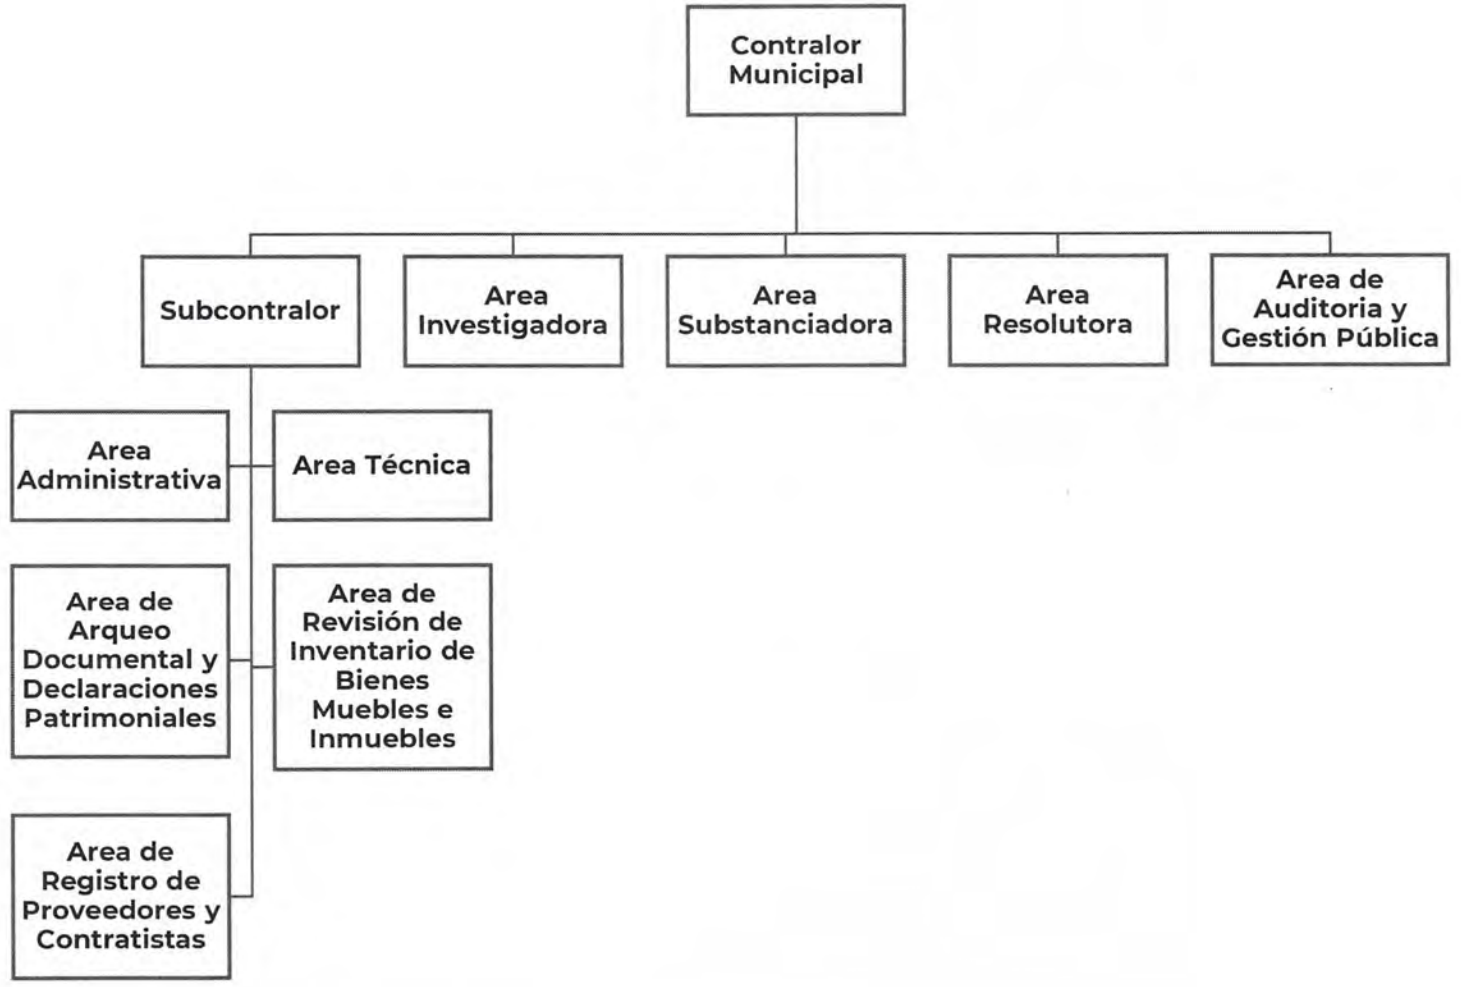 Contralor
Municipal
Subcontralor
Area
Investigadora
Area
Substanciadora
Area
Resolutora
Area de
Auditoria y
Gestión Pública
Area
Administrativa
Area Técnica
Area de
Arqueo
Documental y
Declaraciones
Patrimoniales
Area de
Revisión de
Inventario de
Bienes
Muebles e
Inmuebles
Area de
Registro de
Proveedores y
Contratistas